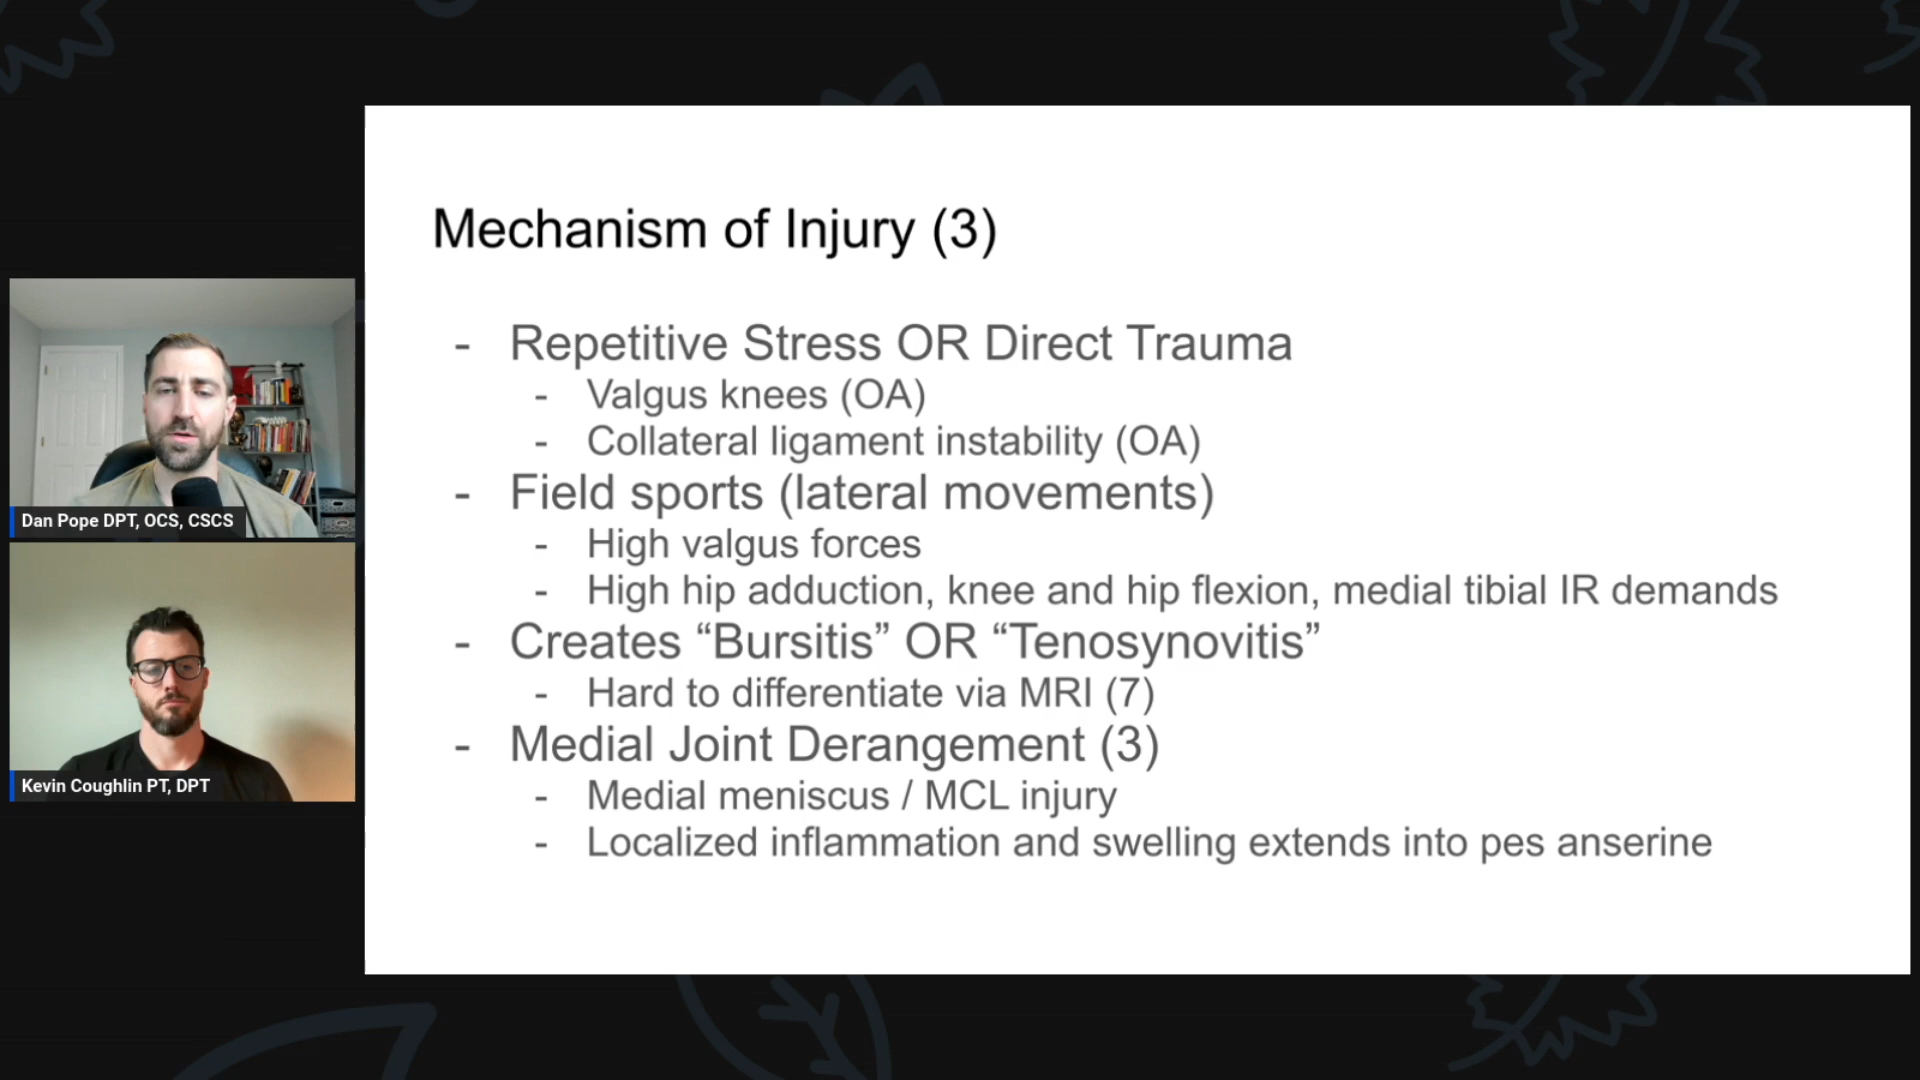 Mechanism of Injury (3)
- Repetitive Stress OR Direct Trauma
- Valgus knees (OA)
- Collateral ligament instability (OA)
- Field sports (lateral movements)
- High valgus forces
- High hip adduction, knee and hip flexion, medial tibial IR demands
- Creates “Bursitis” OR “Tenosynovitis”
- Hard to differentiate via MRI (7)
- Medial Joint Derangement (3)
- Medial meniscus / MCL injury
- Localized inflammation and swelling extends into pes anserine
Dan Pope DPT, OCS, CSCS
Kevin Coughlin PT, DPT